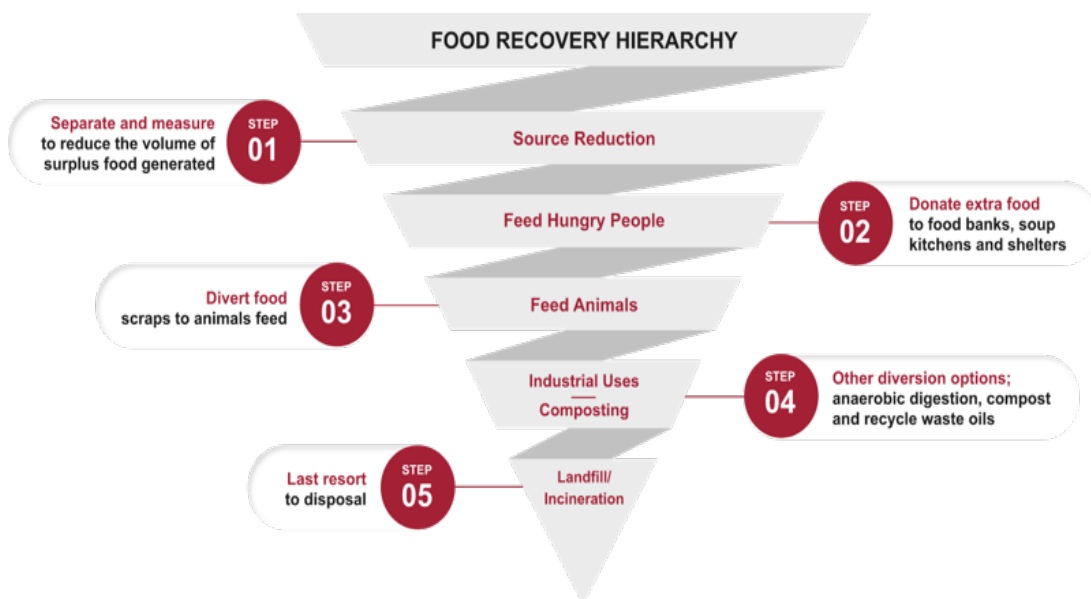 FOOD RECOVERY HIERARCHY
Separate and measure
to reduce the volume of
surplus food generated
STEP
01
Source Reduction
Feed Hungry People
STEP
02
Donate extra food
to food banks, soup
kitchens and shelters
Divert food
scraps to animals feed
STEP
03
Feed Animals
Industrial Uses
Composting
STEP
04
Other diversion options;
anaerobic digestion, compost
and recycle waste oils
Last resort
to disposal
STEP
05
Landfill/
Incineration